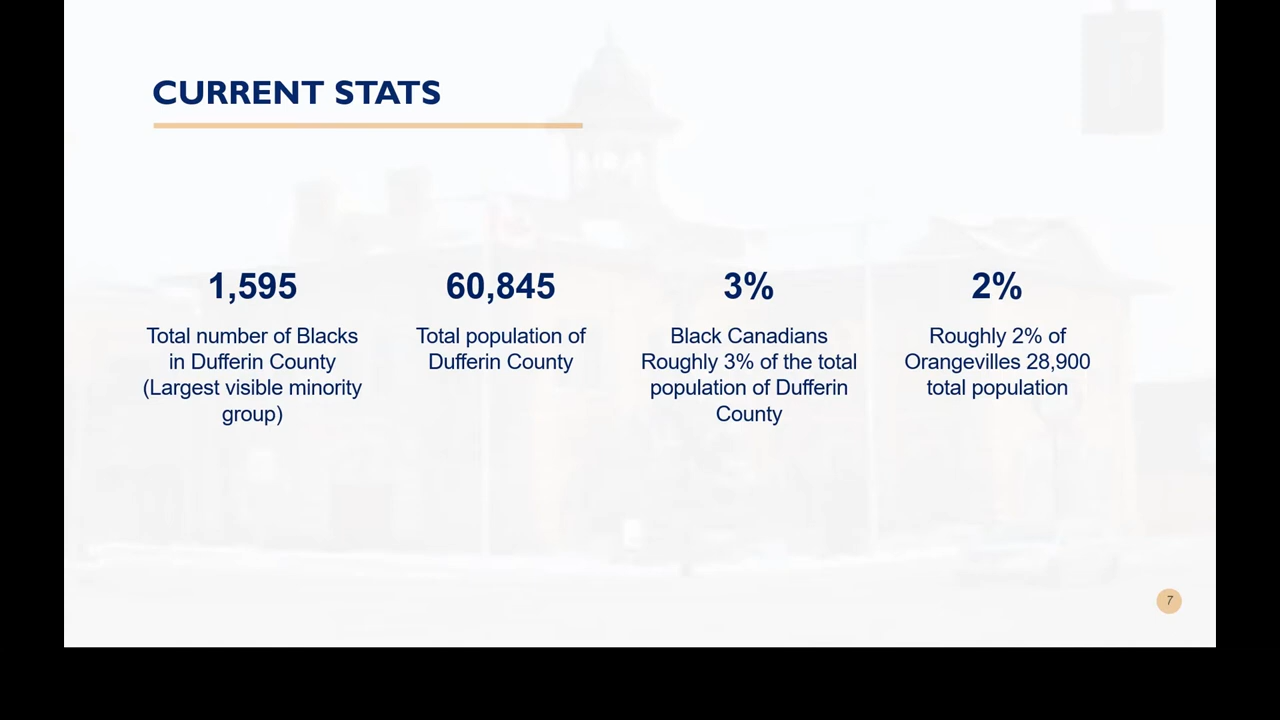 CURRENT STATS
1,595
Total number of Blacks
in Dufferin County
(Largest visible minority
group)
60,845
Total population of
Dufferin County
3%
Black Canadians
Roughly 3% of the total
population of Dufferin
County
2%
Roughly 2% of
Orangevilles 28,900
total population
7